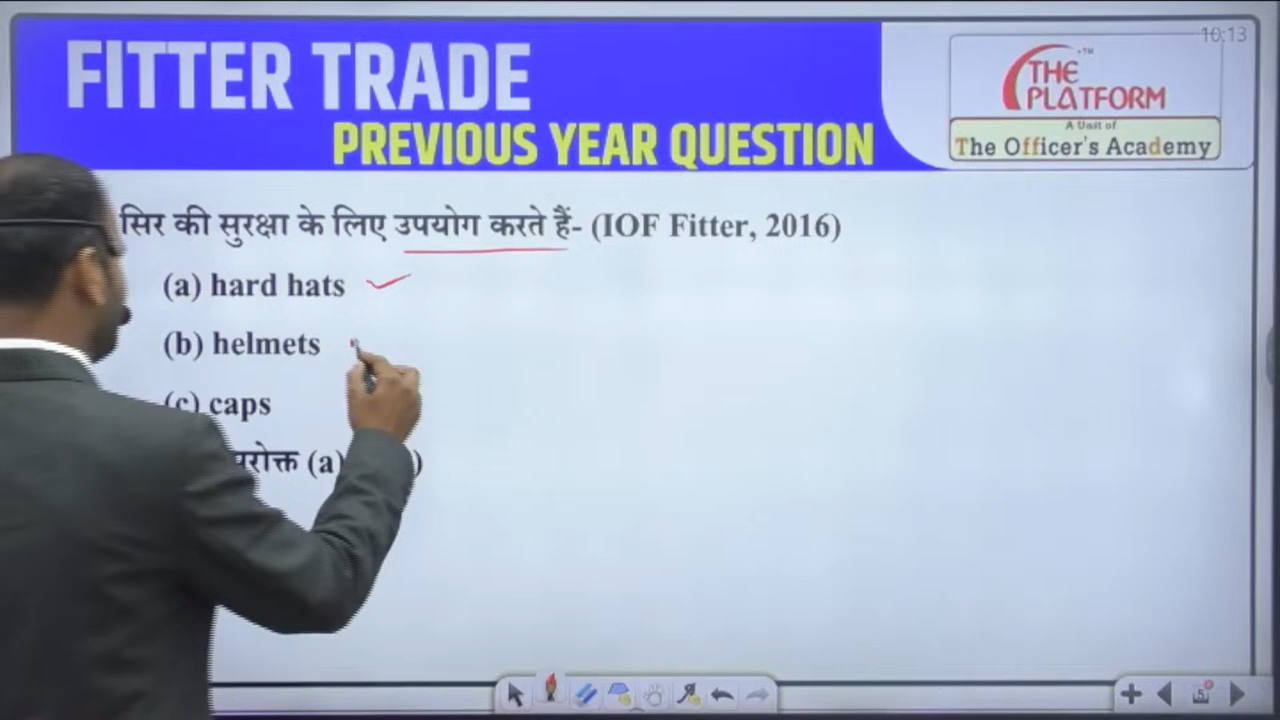 10:13
FITTER TRADE
PREVIOUS YEAR QUESTION
THE
PLATFORM
A Unit of
The Officer's Academy
सिर की सुरक्षा के लिए उपयोग करते हैं- (IOF Fitter, 2016)
(a) hard hats
(b) helmets
(c) caps
(a)